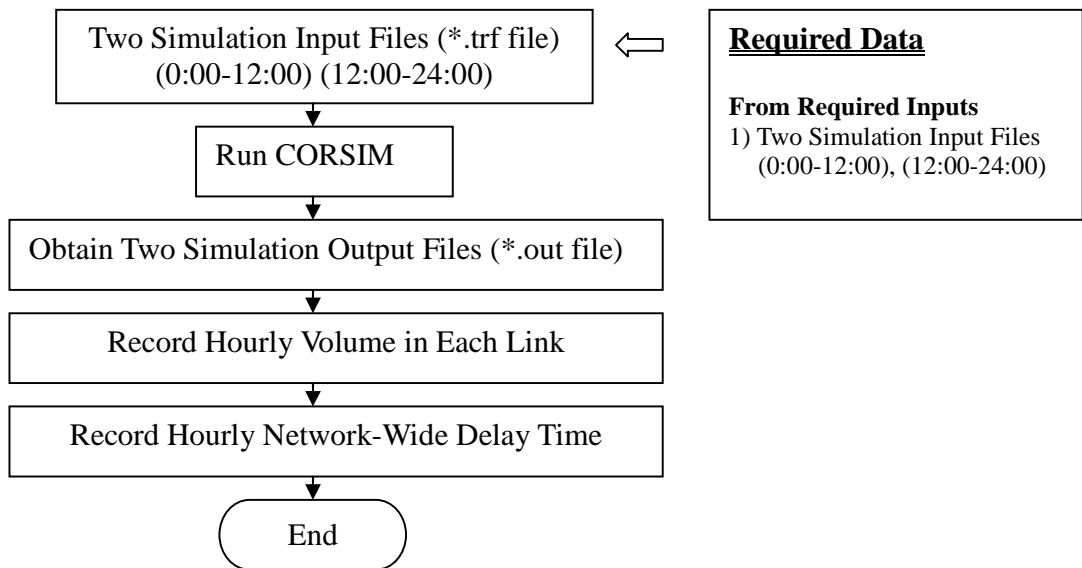 Two Simulation Input Files (*.trf file)
(0:00-12:00) (12:00-24:00)
Run CORSIM
Obtain Two Simulation Output Files (*.out file)
Record Hourly Volume in Each Link
Record Hourly Network-Wide Delay Time
End
Required Data
From Required Inputs
1) Two Simulation Input Files
(0:00-12:00), (12:00-24:00)